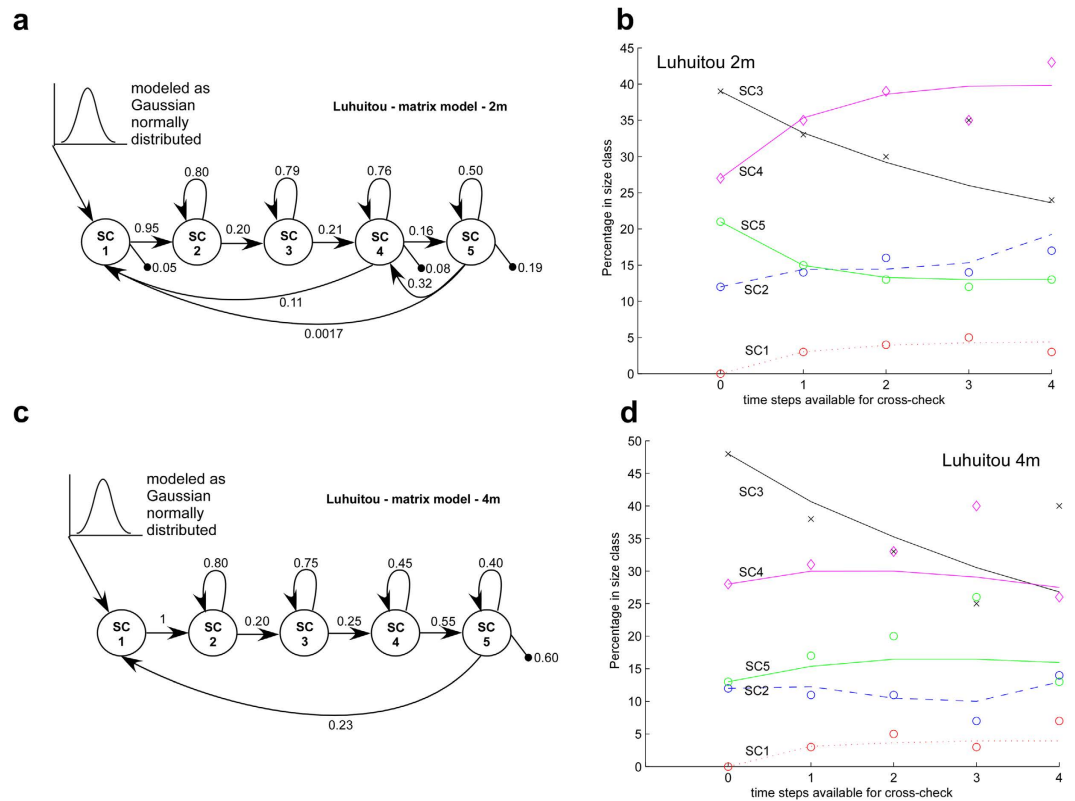 a
modeled as
Gaussian
normally
distributed
Luhuitou - matrix model - 2m
0.80
0.79
0.76
0.50
SC
1
0.95
SC
2
0.20
SC
3
0.21
SC
4
0.16
SC
5
0.05
0.08
0.32
0.19
0.11
0.0017
b
Luhuitou 2m
Percentage in size class
45
40
35
30
25
20
15
10
5
0
SC3
SC4
SC5
SC2
SC1
0 1 2 3 4
time steps available for cross-check
c
modeled as
Gaussian
normally
distributed
Luhuitou - matrix model - 4m
0.80
0.75
0.45
0.40
SC
1
1
SC
2
0.20
SC
3
0.25
SC
4
0.55
SC
5
0.60
0.23
d
Luhuitou 4m
Percentage in size class
50
45
40
35
30
25
20
15
10
5
0
SC3
SC4
SC5
SC2
SC1
0 1 2 3 4
time steps available for cross-check